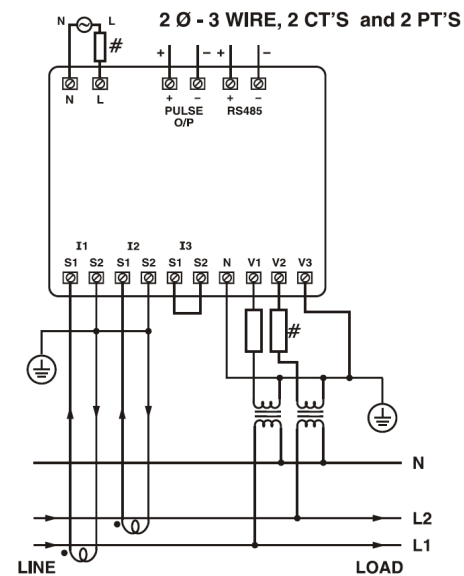 2 Ø - 3 WIRE, 2 CT'S and 2 PT'S
N L
#
+ − + −
N L
+ − + −
PULSE O/P RS485
I1 I2 I3
S1 S2 S1 S2 S1 S2 N V1 V2 V3
#
N
L2
L1
LINE LOAD